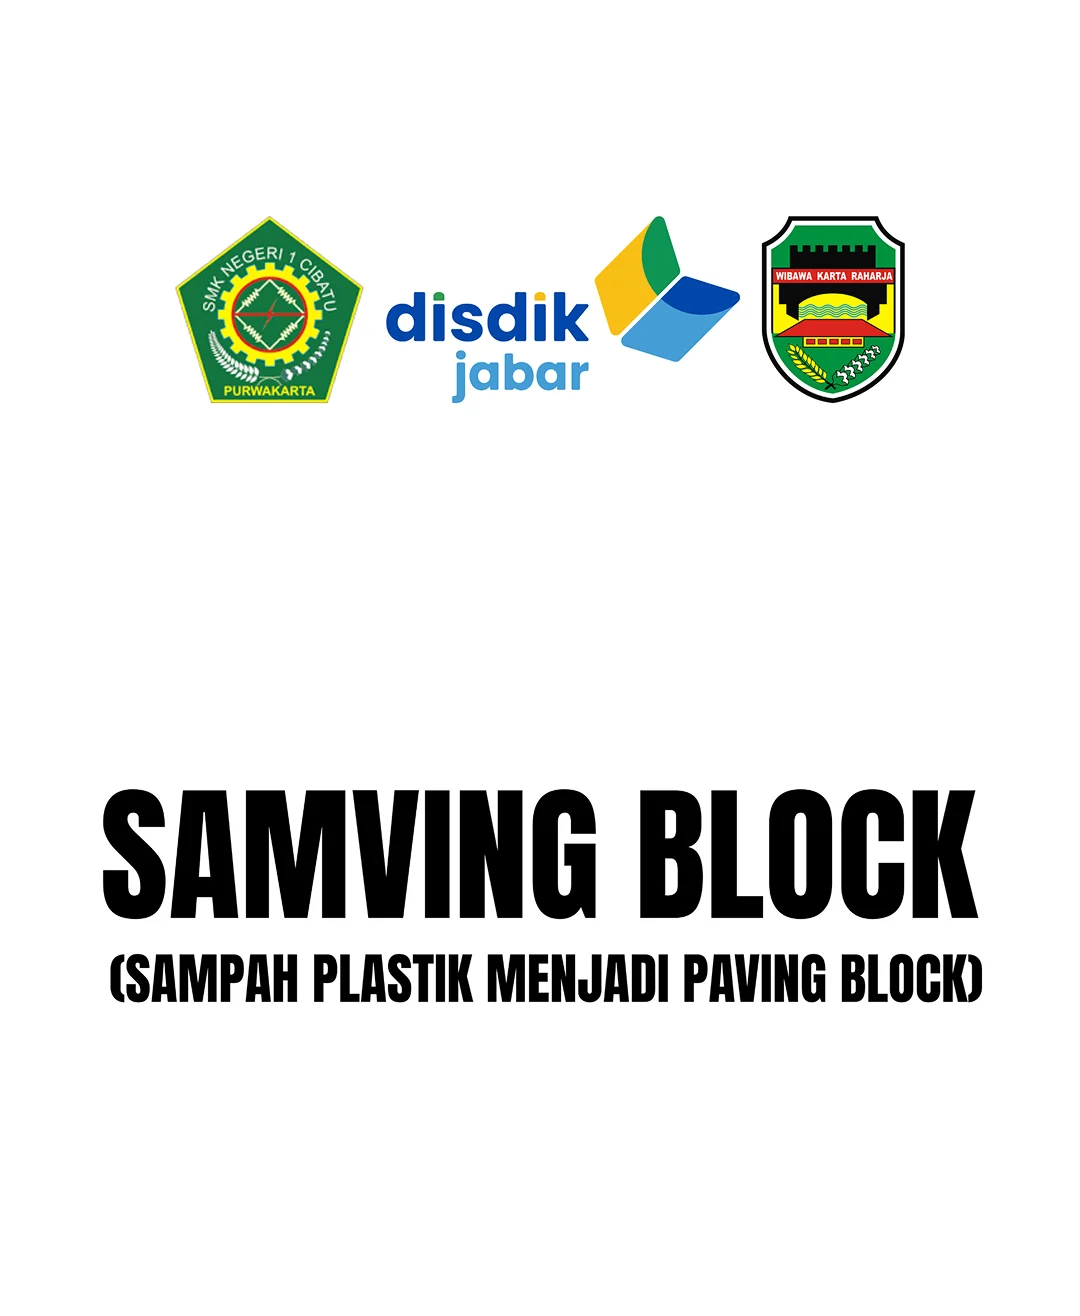 SMK NEGERI 1 CIBATU
PURWAKARTA
disdik
jabar
WIBAWA KARTA RAHARJA
SAMVING BLOCK
(SAMPAH PLASTIK MENJADI PAVING BLOCK)